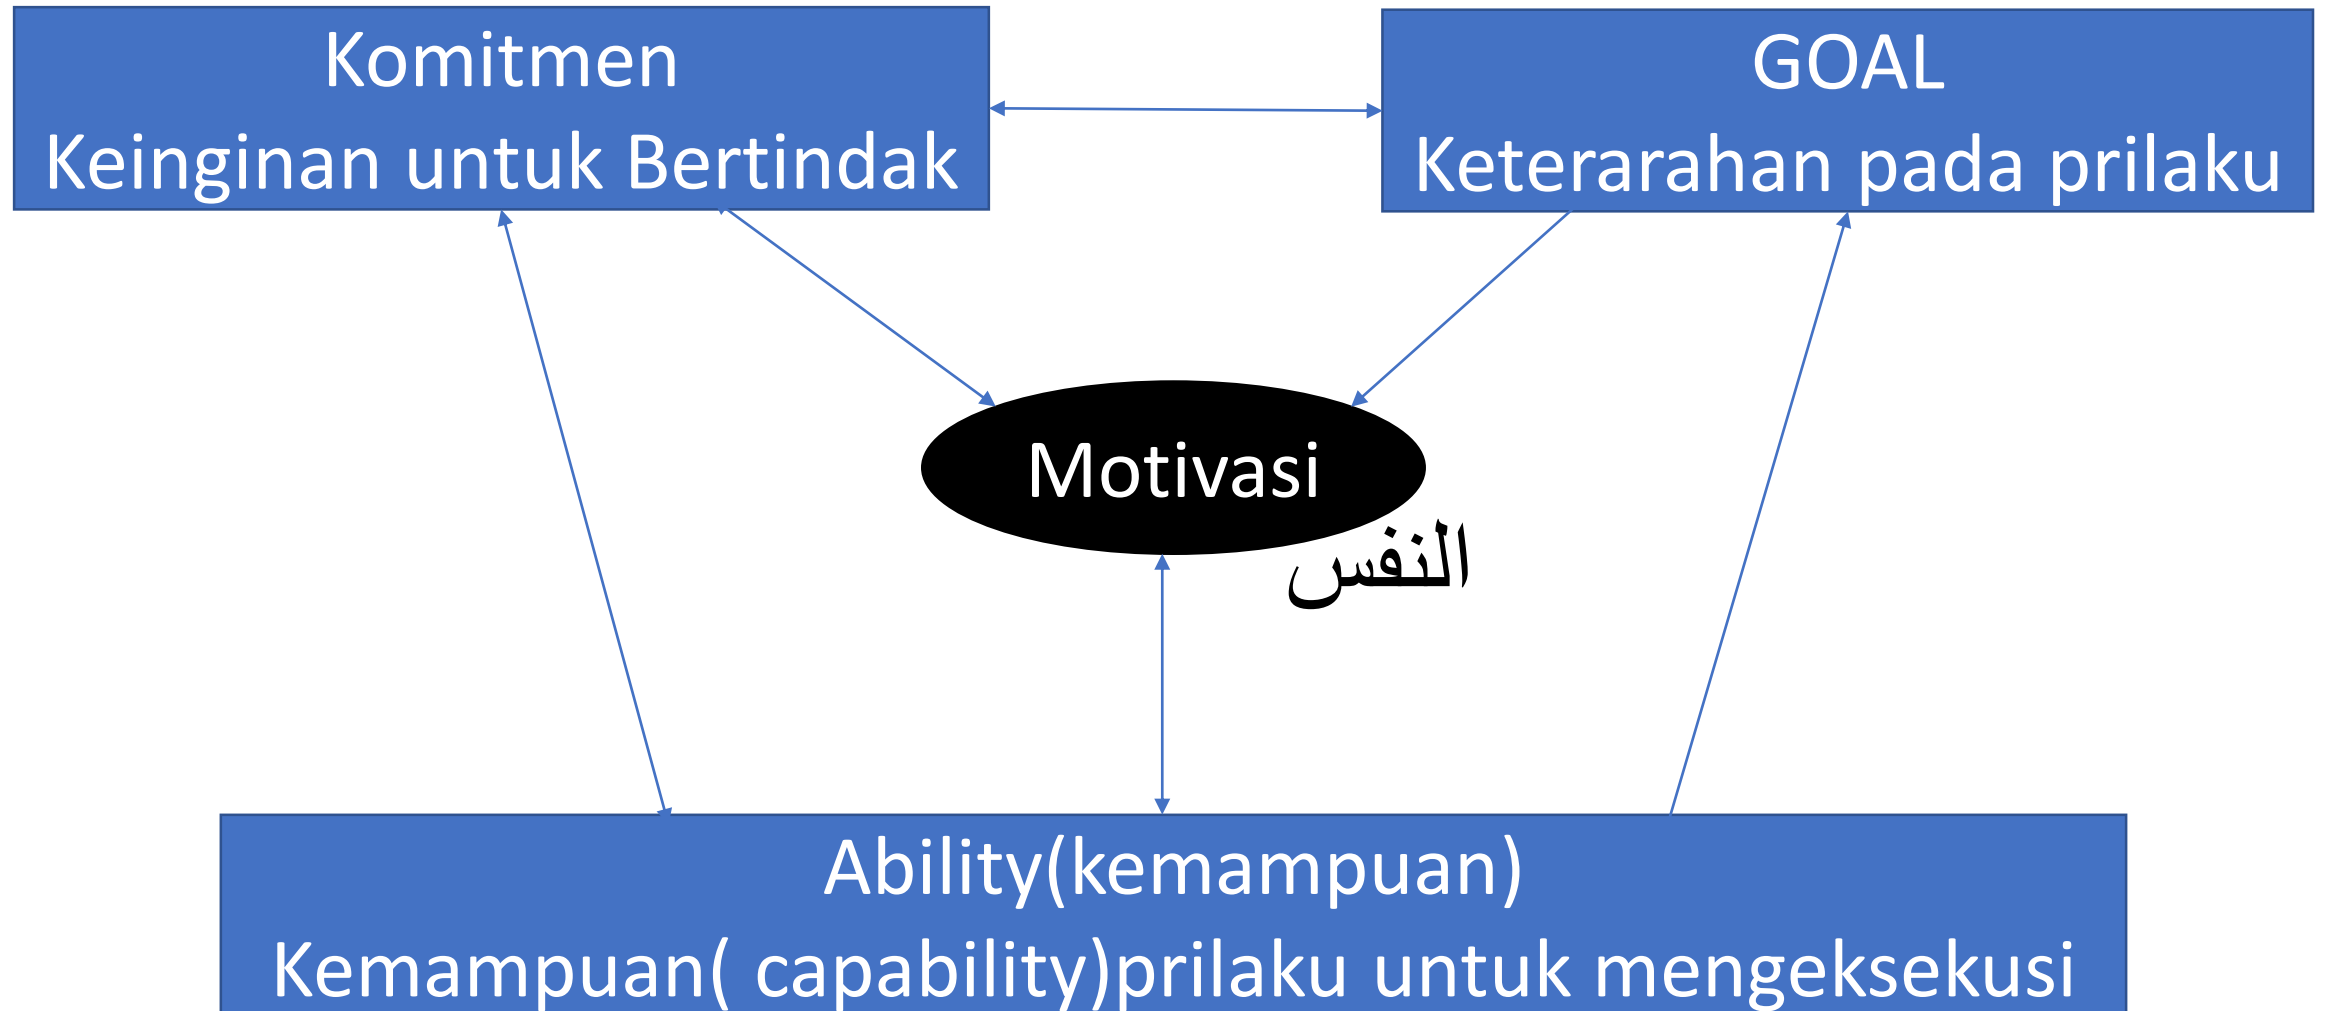 Komitmen
Keinginan untuk Bertindak
GOAL
Keterarahan pada prilaku
Motivasi
النفس
Ability(kemampuan)
Kemampuan( capability)prilaku untuk mengeksekusi